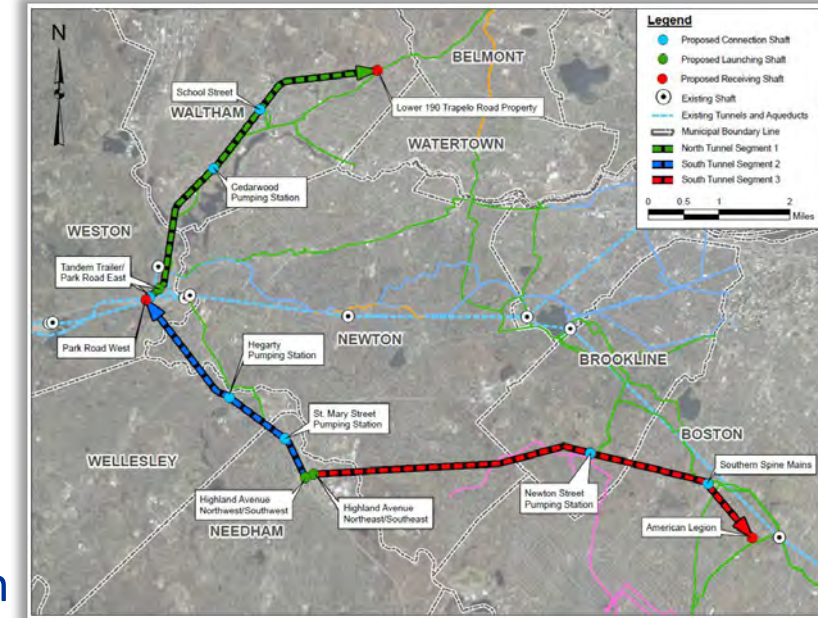 N
BELMONT
School Street
WALTHAM
Lower 190 Trapelo Road Property
WATERTOWN
Cedarwood
Pumping Station
WESTON
Tandem Trailer/
Park Road East
Park Road West
NEWTON
Hegarty
Pumping Station
BROOKLINE
St. Mary Street
Pumping Station
BOSTON
WELLESLEY
Southern Spine Mains
Newton Street
Pumping Station
Highland Avenue
Northwest/Southwest
Highland Avenue
Northeast/Southeast
American Legion
NEEDHAM
Legend
Proposed Connection Shaft
Proposed Launching Shaft
Proposed Receiving Shaft
Existing Shaft
Existing Tunnels and Aqueducts
Municipal Boundary Line
North Tunnel Segment 1
South Tunnel Segment 2
South Tunnel Segment 3
0 0.5 1 2
Miles